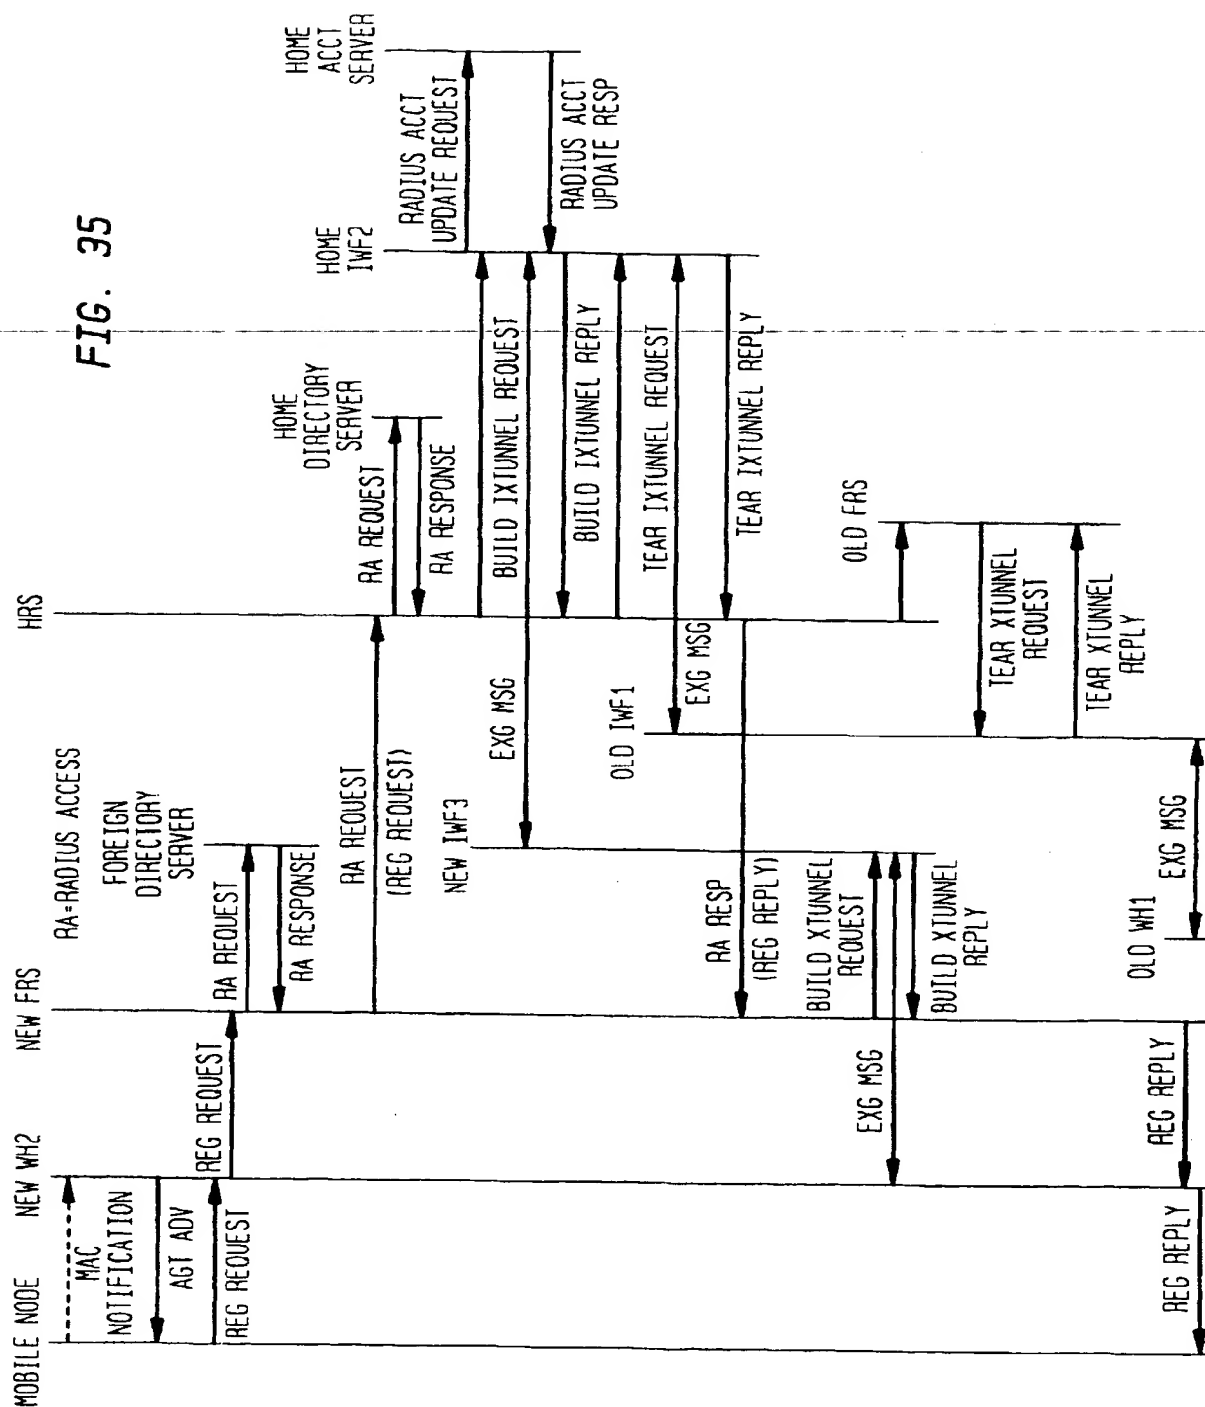 FIG. 35
MOBILE NODE
NEW WH2
NEW FRS
RA=RADIUS ACCESS
FOREIGN
DIRECTORY
SERVER
HRS
HOME
DIRECTORY
SERVER
HOME
IWF2
HOME
ACCT
SERVER
MAC
NOTIFICATION
AGT ADV
REG REQUEST
REG REQUEST
RA REQUEST
RA RESPONSE
RA REQUEST
(REG REQUEST)
RA REQUEST
RA RESPONSE
RADIUS ACCT
UPDATE REQUEST
RADIUS ACCT
UPDATE RESP
BUILD IXTUNNEL REQUEST
NEW IWF3
EXG MSG
BUILD IXTUNNEL REPLY
TEAR IXTUNNEL REQUEST
OLD IWF1
EXG MSG
TEAR IXTUNNEL REPLY
RA RESP
(REG REPLY)
BUILD XTUNNEL
REQUEST
EXG MSG
BUILD XTUNNEL
REPLY
OLD FRS
TEAR XTUNNEL
REQUEST
TEAR XTUNNEL
REPLY
OLD WH1
EXG MSG
REG REPLY
REG REPLY